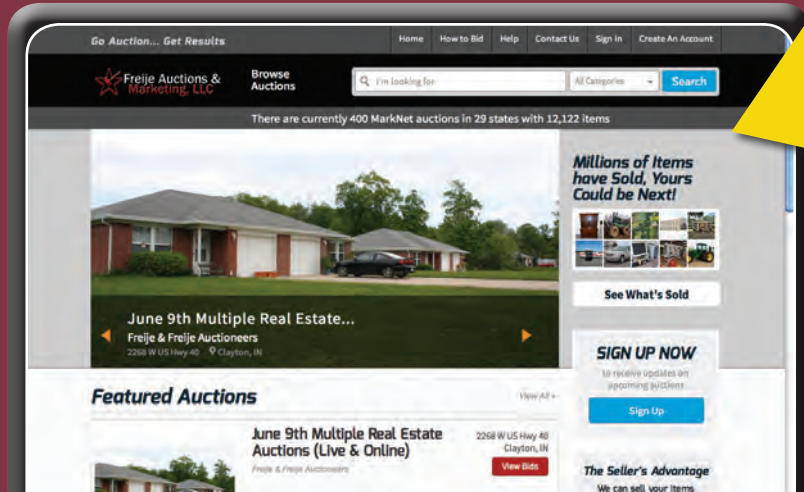 Go Auction... Get Results
Home How to Bid Help Contact Us Sign In Create An Account
Freije Auctions &
Marketing, LLC
Browse
Auctions
I'm looking for
All Categories
Search
There are currently 400 MarkNet auctions in 29 states with 12,122 items
Millions of Items
have Sold, Yours
Could be Next!
See What's Sold
June 9th Multiple Real Estate...
Freije & Freije Auctioneers
2268 W US Hwy 40 Clayton, IN
SIGN UP NOW
to receive updates on
upcoming auctions
Sign Up
Featured Auctions
View All »
June 9th Multiple Real Estate
Auctions (Live & Online)
Freije & Freije Auctioneers
2268 W US Hwy 40
Clayton, IN
View Bids
The Seller's Advantage
We can sell your items